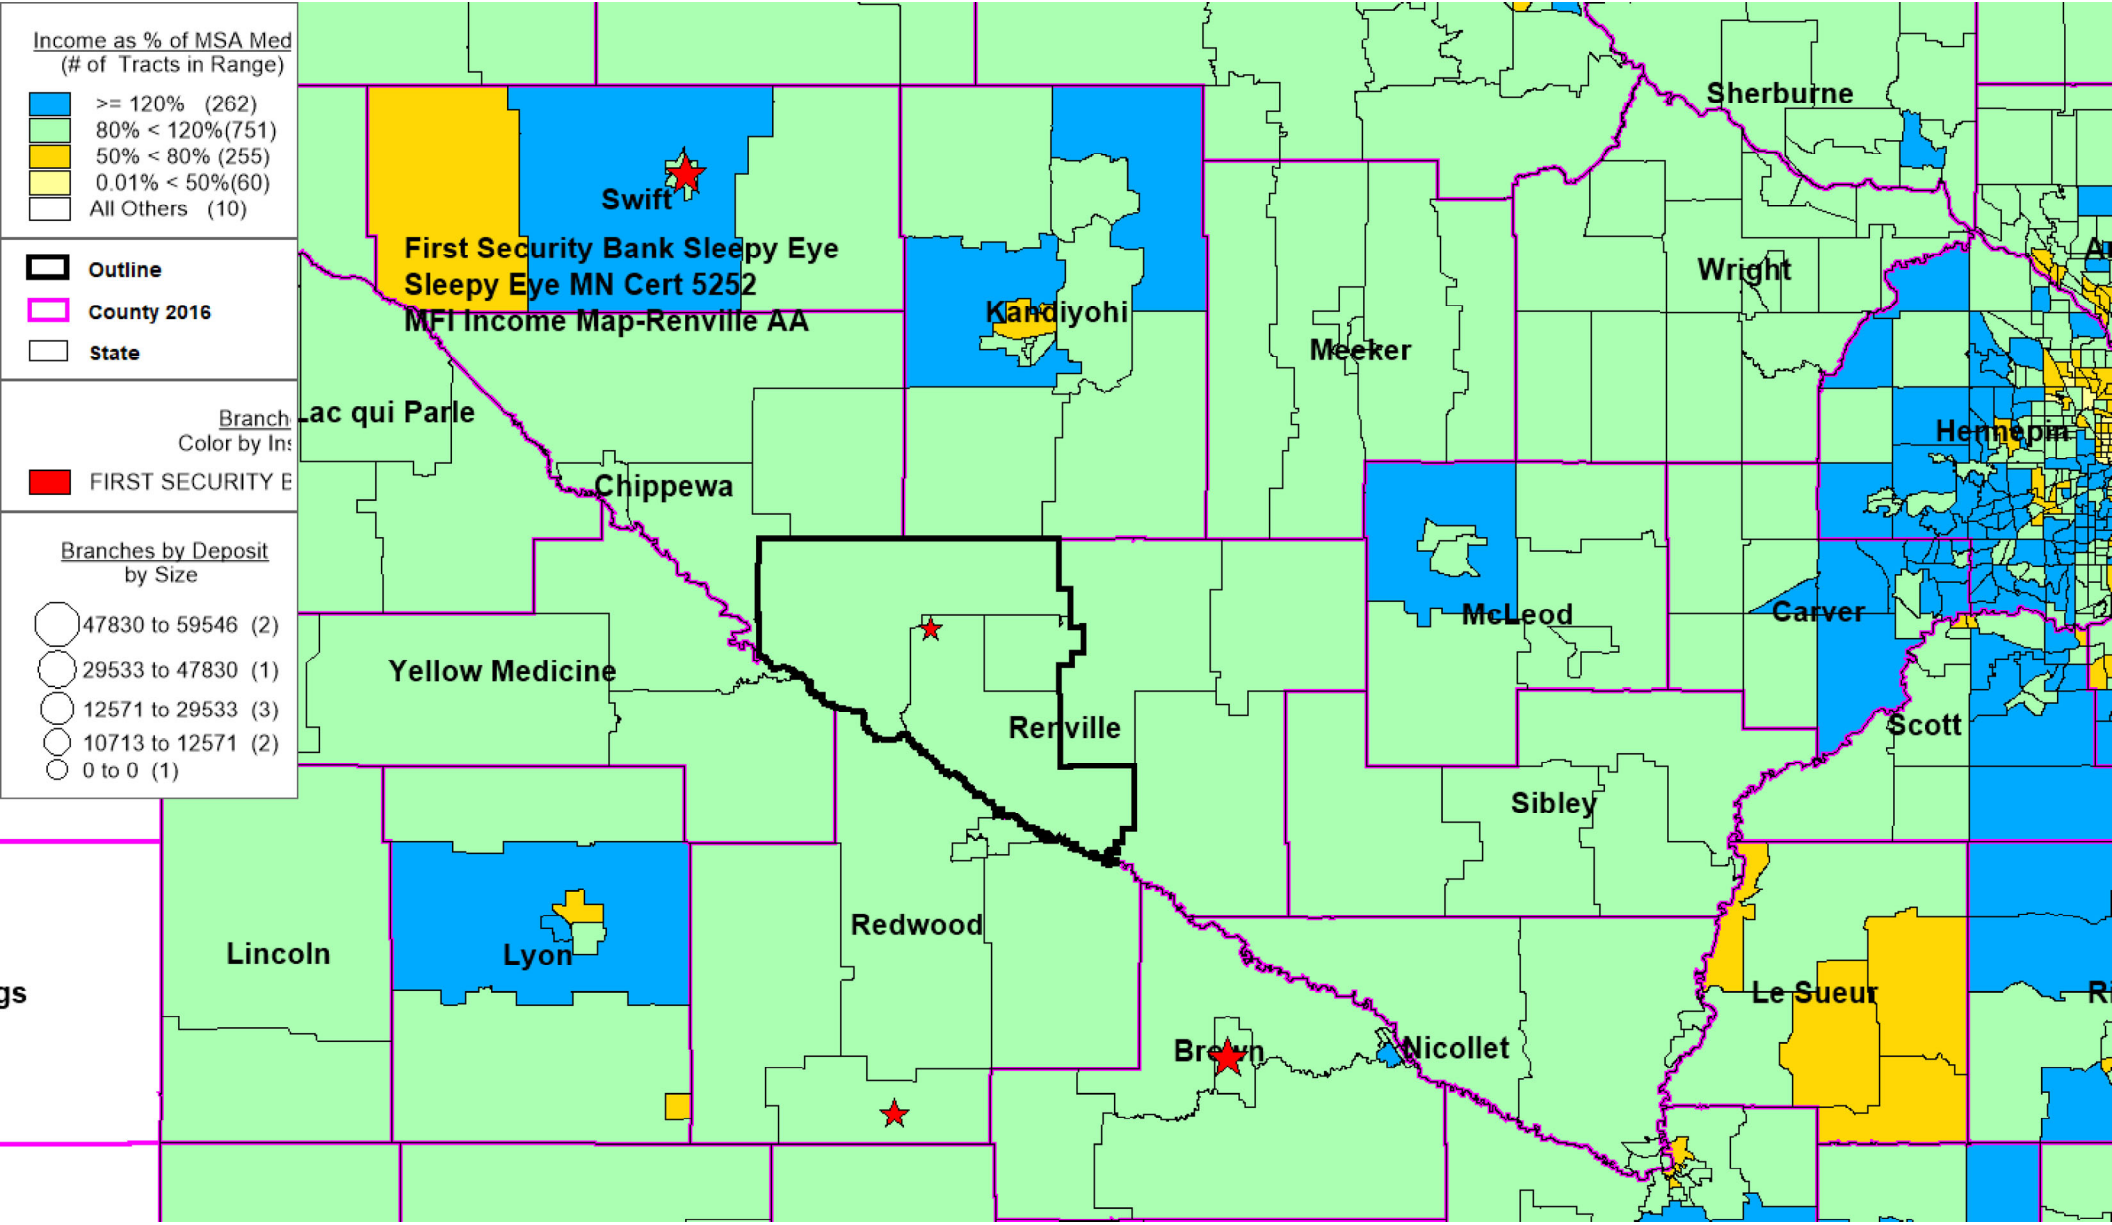 Income as % of MSA Med
(# of Tracts in Range)
>= 120% (262)
80% < 120%(751)
50% < 80% (255)
0.01% < 50%(60)
All Others (10)
Outline
County 2016
State
Branch
Color by Ins
FIRST SECURITY B
Branches by Deposit
by Size
47830 to 59546 (2)
29533 to 47830 (1)
12571 to 29533 (3)
10713 to 12571 (2)
0 to 0 (1)
First Security Bank Sleepy Eye
Sleepy Eye MN Cert 5252
MFI Income Map-Renville AA
Sherburne
Swift
Wright
Kandiyohi
Meeker
Lac qui Parle
Hennepin
Chippewa
McLeod
Carver
Yellow Medicine
Renville
Scott
Sibley
Redwood
Lincoln
Lyon
Le Sueur
gs
Ri
Brown
Nicollet